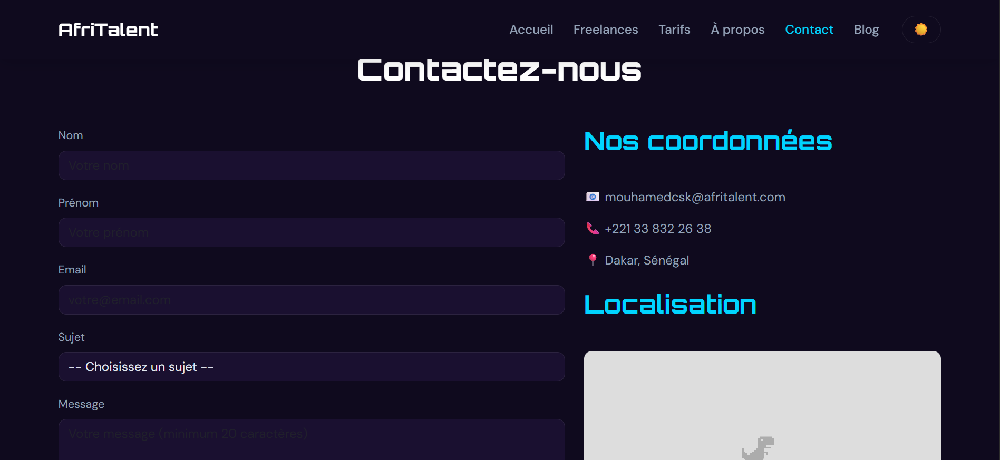 AfriTalent
Accueil Freelances Tarifs À propos Contact Blog
Contactez-nous
Nom
Votre nom
Prénom
Votre prénom
Email
votre@email.com
Sujet
-- Choisissez un sujet --
Message
Votre message (minimum 20 caractères)
Nos coordonnées
mouhamedcsk@afritalent.com
+221 33 832 26 38
Dakar, Sénégal
Localisation